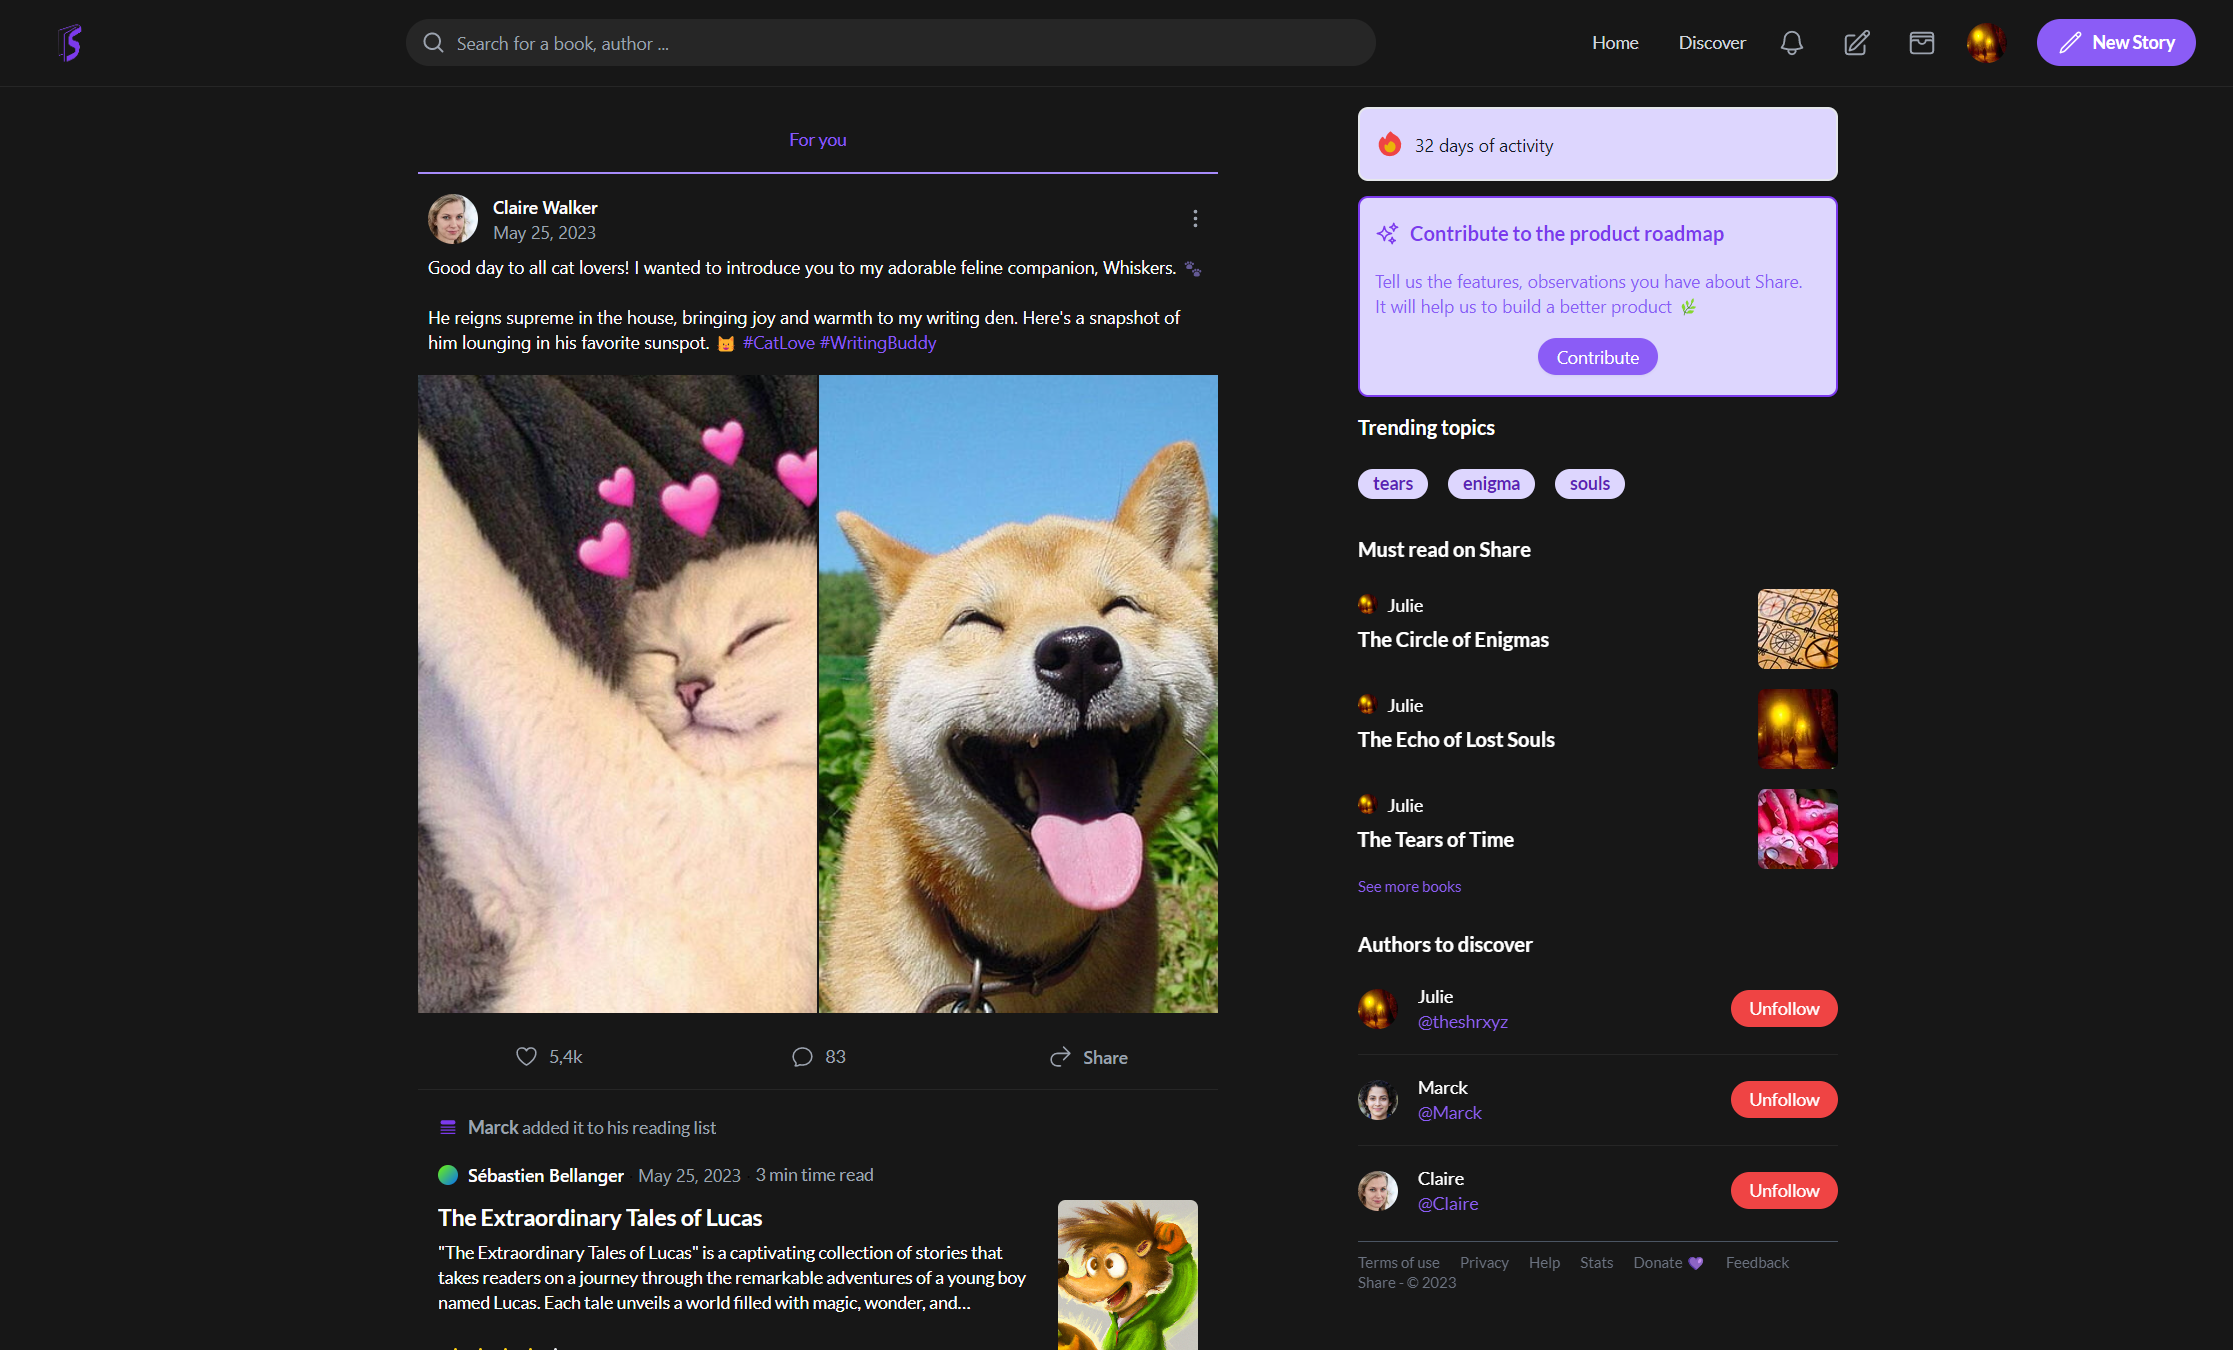 Search for a book, author ...
Home
Discover
New Story
For you
Claire Walker
May 25, 2023
Good day to all cat lovers! I wanted to introduce you to my adorable feline companion, Whiskers. 🐾
He reigns supreme in the house, bringing joy and warmth to my writing den. Here's a snapshot of
him lounging in his favorite sunspot. 🐱 #CatLove #WritingBuddy
5,4k
83
Share
Marck added it to his reading list
Sébastien Bellanger · May 25, 2023 · 3 min time read
The Extraordinary Tales of Lucas
"The Extraordinary Tales of Lucas" is a captivating collection of stories that
takes readers on a journey through the remarkable adventures of a young boy
named Lucas. Each tale unveils a world filled with magic, wonder, and...
32 days of activity
Contribute to the product roadmap
Tell us the features, observations you have about Share.
It will help us to build a better product 🌿
Contribute
Trending topics
tears
enigma
souls
Must read on Share
Julie
The Circle of Enigmas
Julie
The Echo of Lost Souls
Julie
The Tears of Time
See more books
Authors to discover
Julie
@theshrxyz
Unfollow
Marck
@Marck
Unfollow
Claire
@Claire
Unfollow
Terms of use
Privacy
Help
Stats
Donate 💜
Feedback
Share - © 2023